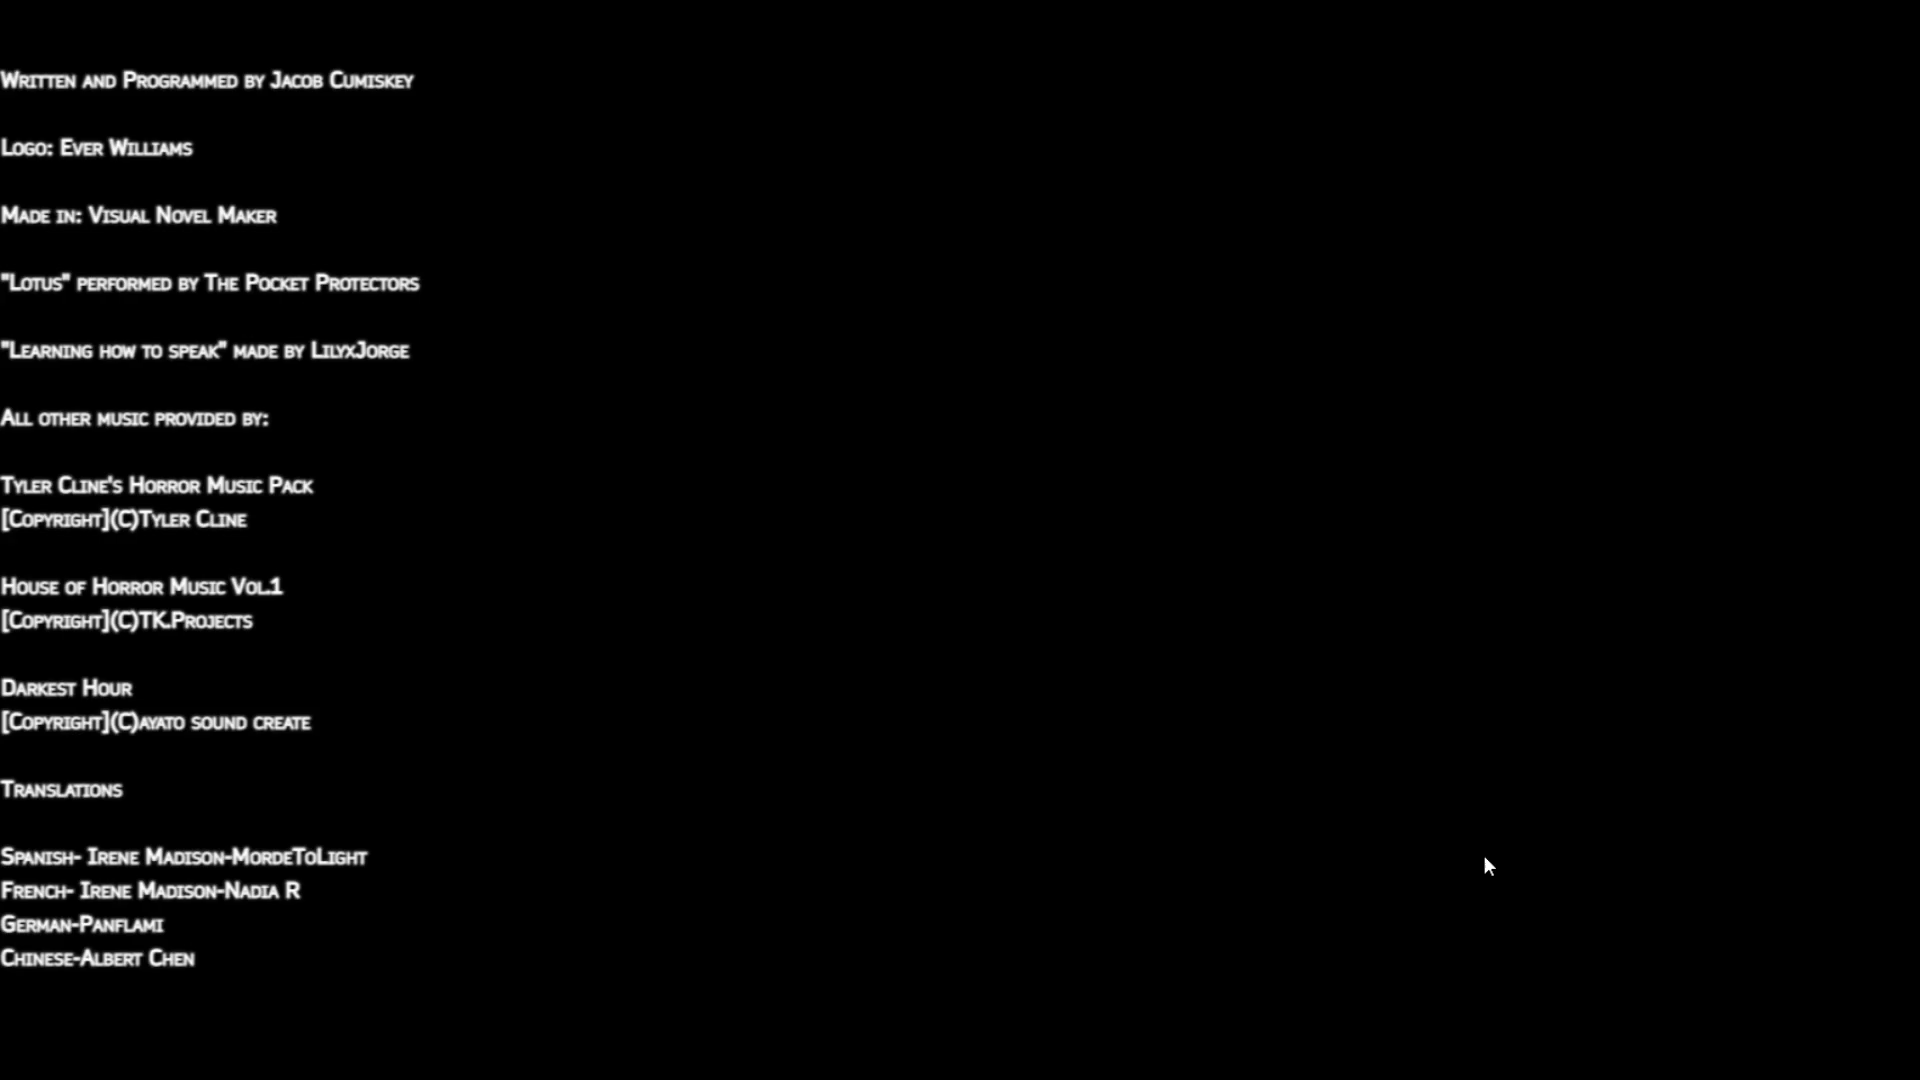 Written and Programmed by Jacob Cumiskey
Logo: Ever Williams
Made in: Visual Novel Maker
"Lotus" performed by The Pocket Protectors
"Learning how to speak" made by LilyxJorge
All other music provided by:
Tyler Cline's Horror Music Pack
[Copyright](C)Tyler Cline
House of Horror Music Vol.1
[Copyright](C)TK.Projects
Darkest Hour
[Copyright](C)ayato sound create
Translations
Spanish- Irene Madison-MordeToLight
French- Irene Madison-Nadia R
German-Panflami
Chinese-Albert Chen